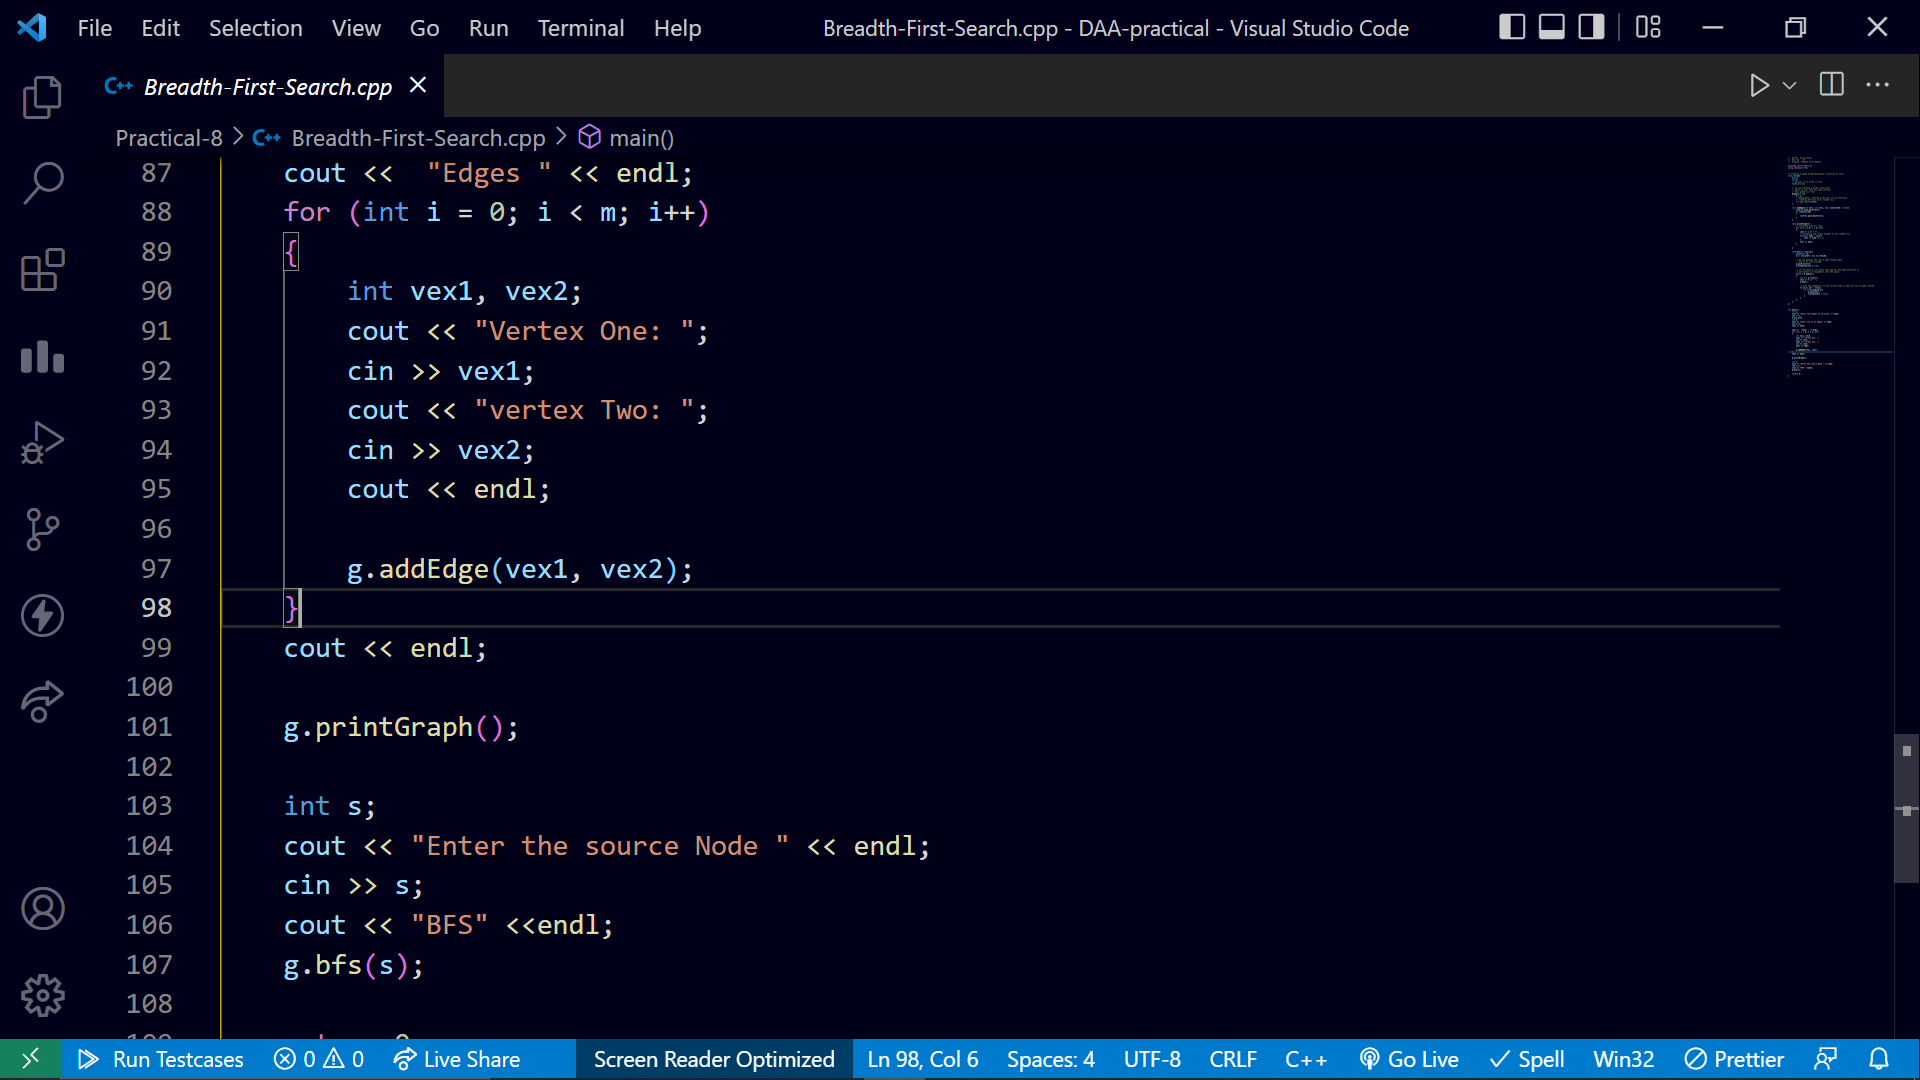 File Edit Selection View Go Run Terminal Help Breadth-First-Search.cpp - DAA-practical - Visual Studio Code
C++ Breadth-First-Search.cpp
Practical-8 > C++ Breadth-First-Search.cpp > main()
87 cout <<  "Edges " << endl;
88 for (int i = 0; i < m; i++)
89 {
90 int vex1, vex2;
91 cout << "Vertex One: ";
92 cin >> vex1;
93 cout << "vertex Two: ";
94 cin >> vex2;
95 cout << endl;
96
97 g.addEdge(vex1, vex2);
98 }
99 cout << endl;
100
101 g.printGraph();
102
103 int s;
104 cout << "Enter the source Node " << endl;
105 cin >> s;
106 cout << "BFS" <<endl;
107 g.bfs(s);
108
Run Testcases 0 0 Live Share Screen Reader Optimized Ln 98, Col 6 Spaces: 4 UTF-8 CRLF C++ Go Live Spell Win32 Prettier